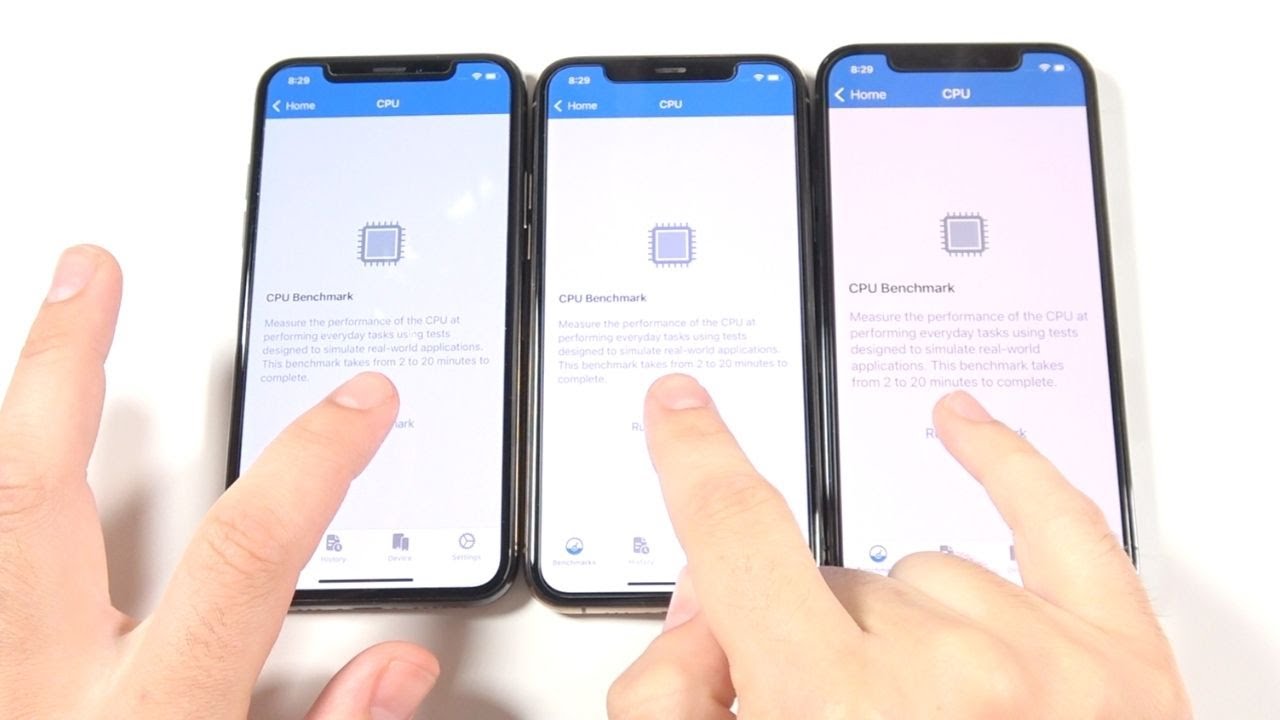 8:29
Home
CPU
CPU Benchmark
Measure the performance of the CPU at
performing everyday tasks using tests
designed to simulate real-world applications.
This benchmark takes from 2 to 20 minutes to
complete.
History
Device
Settings
8:29
Home
CPU
CPU Benchmark
Measure the performance of the CPU at
performing everyday tasks using tests
designed to simulate real-world applications.
This benchmark takes from 2 to 20 minutes to
complete.
Benchmarks
History
8:29
Home
CPU
CPU Benchmark
Measure the performance of the CPU at
performing everyday tasks using tests
designed to simulate real-world
applications. This benchmark takes
from 2 to 20 minutes to complete.